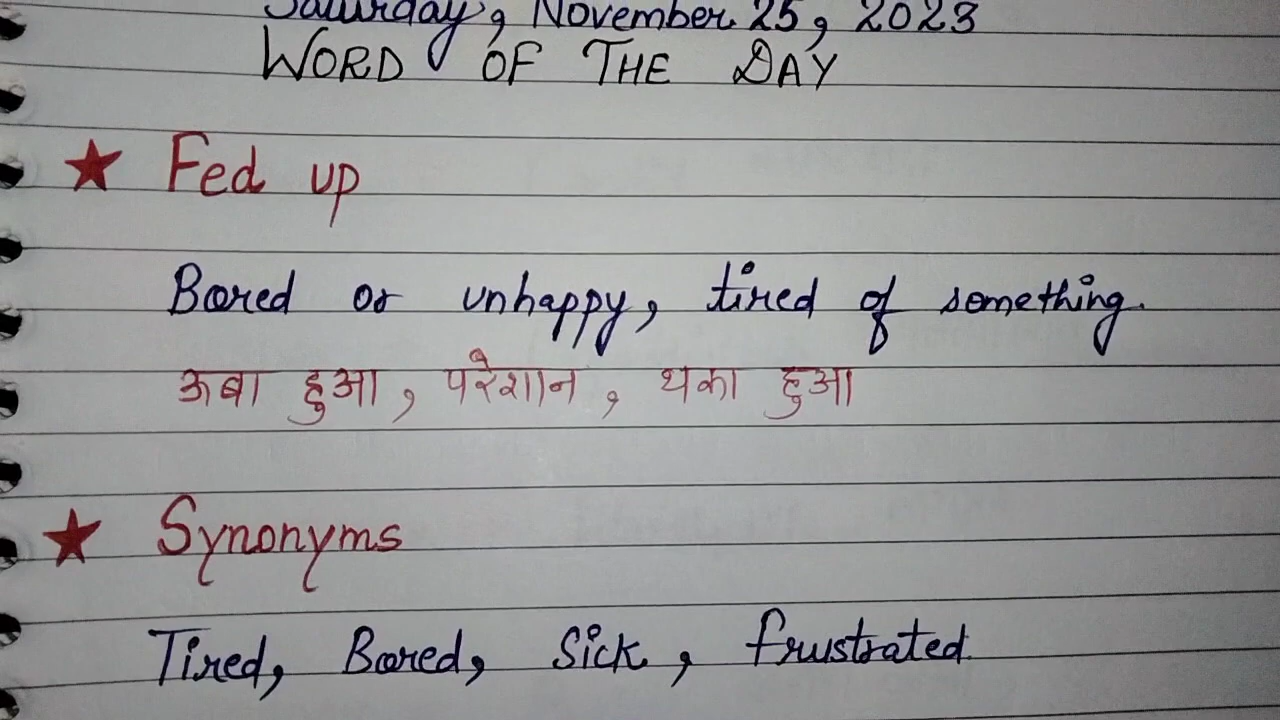 Saturday, November 25, 2023
WORD OF THE DAY
★ Fed up
Bored or unhappy, tired of something.
ऊबा हुआ, परेशान, थका हुआ
★ Synonyms
Tired, Bored, Sick, frustrated